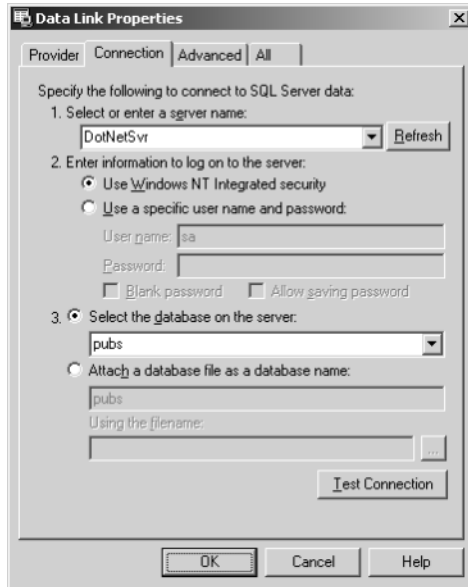 Data Link Properties
Provider Connection Advanced All
Specify the following to connect to SQL Server data:
1. Select or enter a server name:
DotNetSvr Refresh
2. Enter information to log on to the server:
Use Windows NT Integrated security
Use a specific user name and password:
User name: sa
Password:
Blank password Allow saving password
3. Select the database on the server:
pubs
Attach a database file as a database name:
pubs
Using the filename:
...
Test Connection
OK Cancel Help